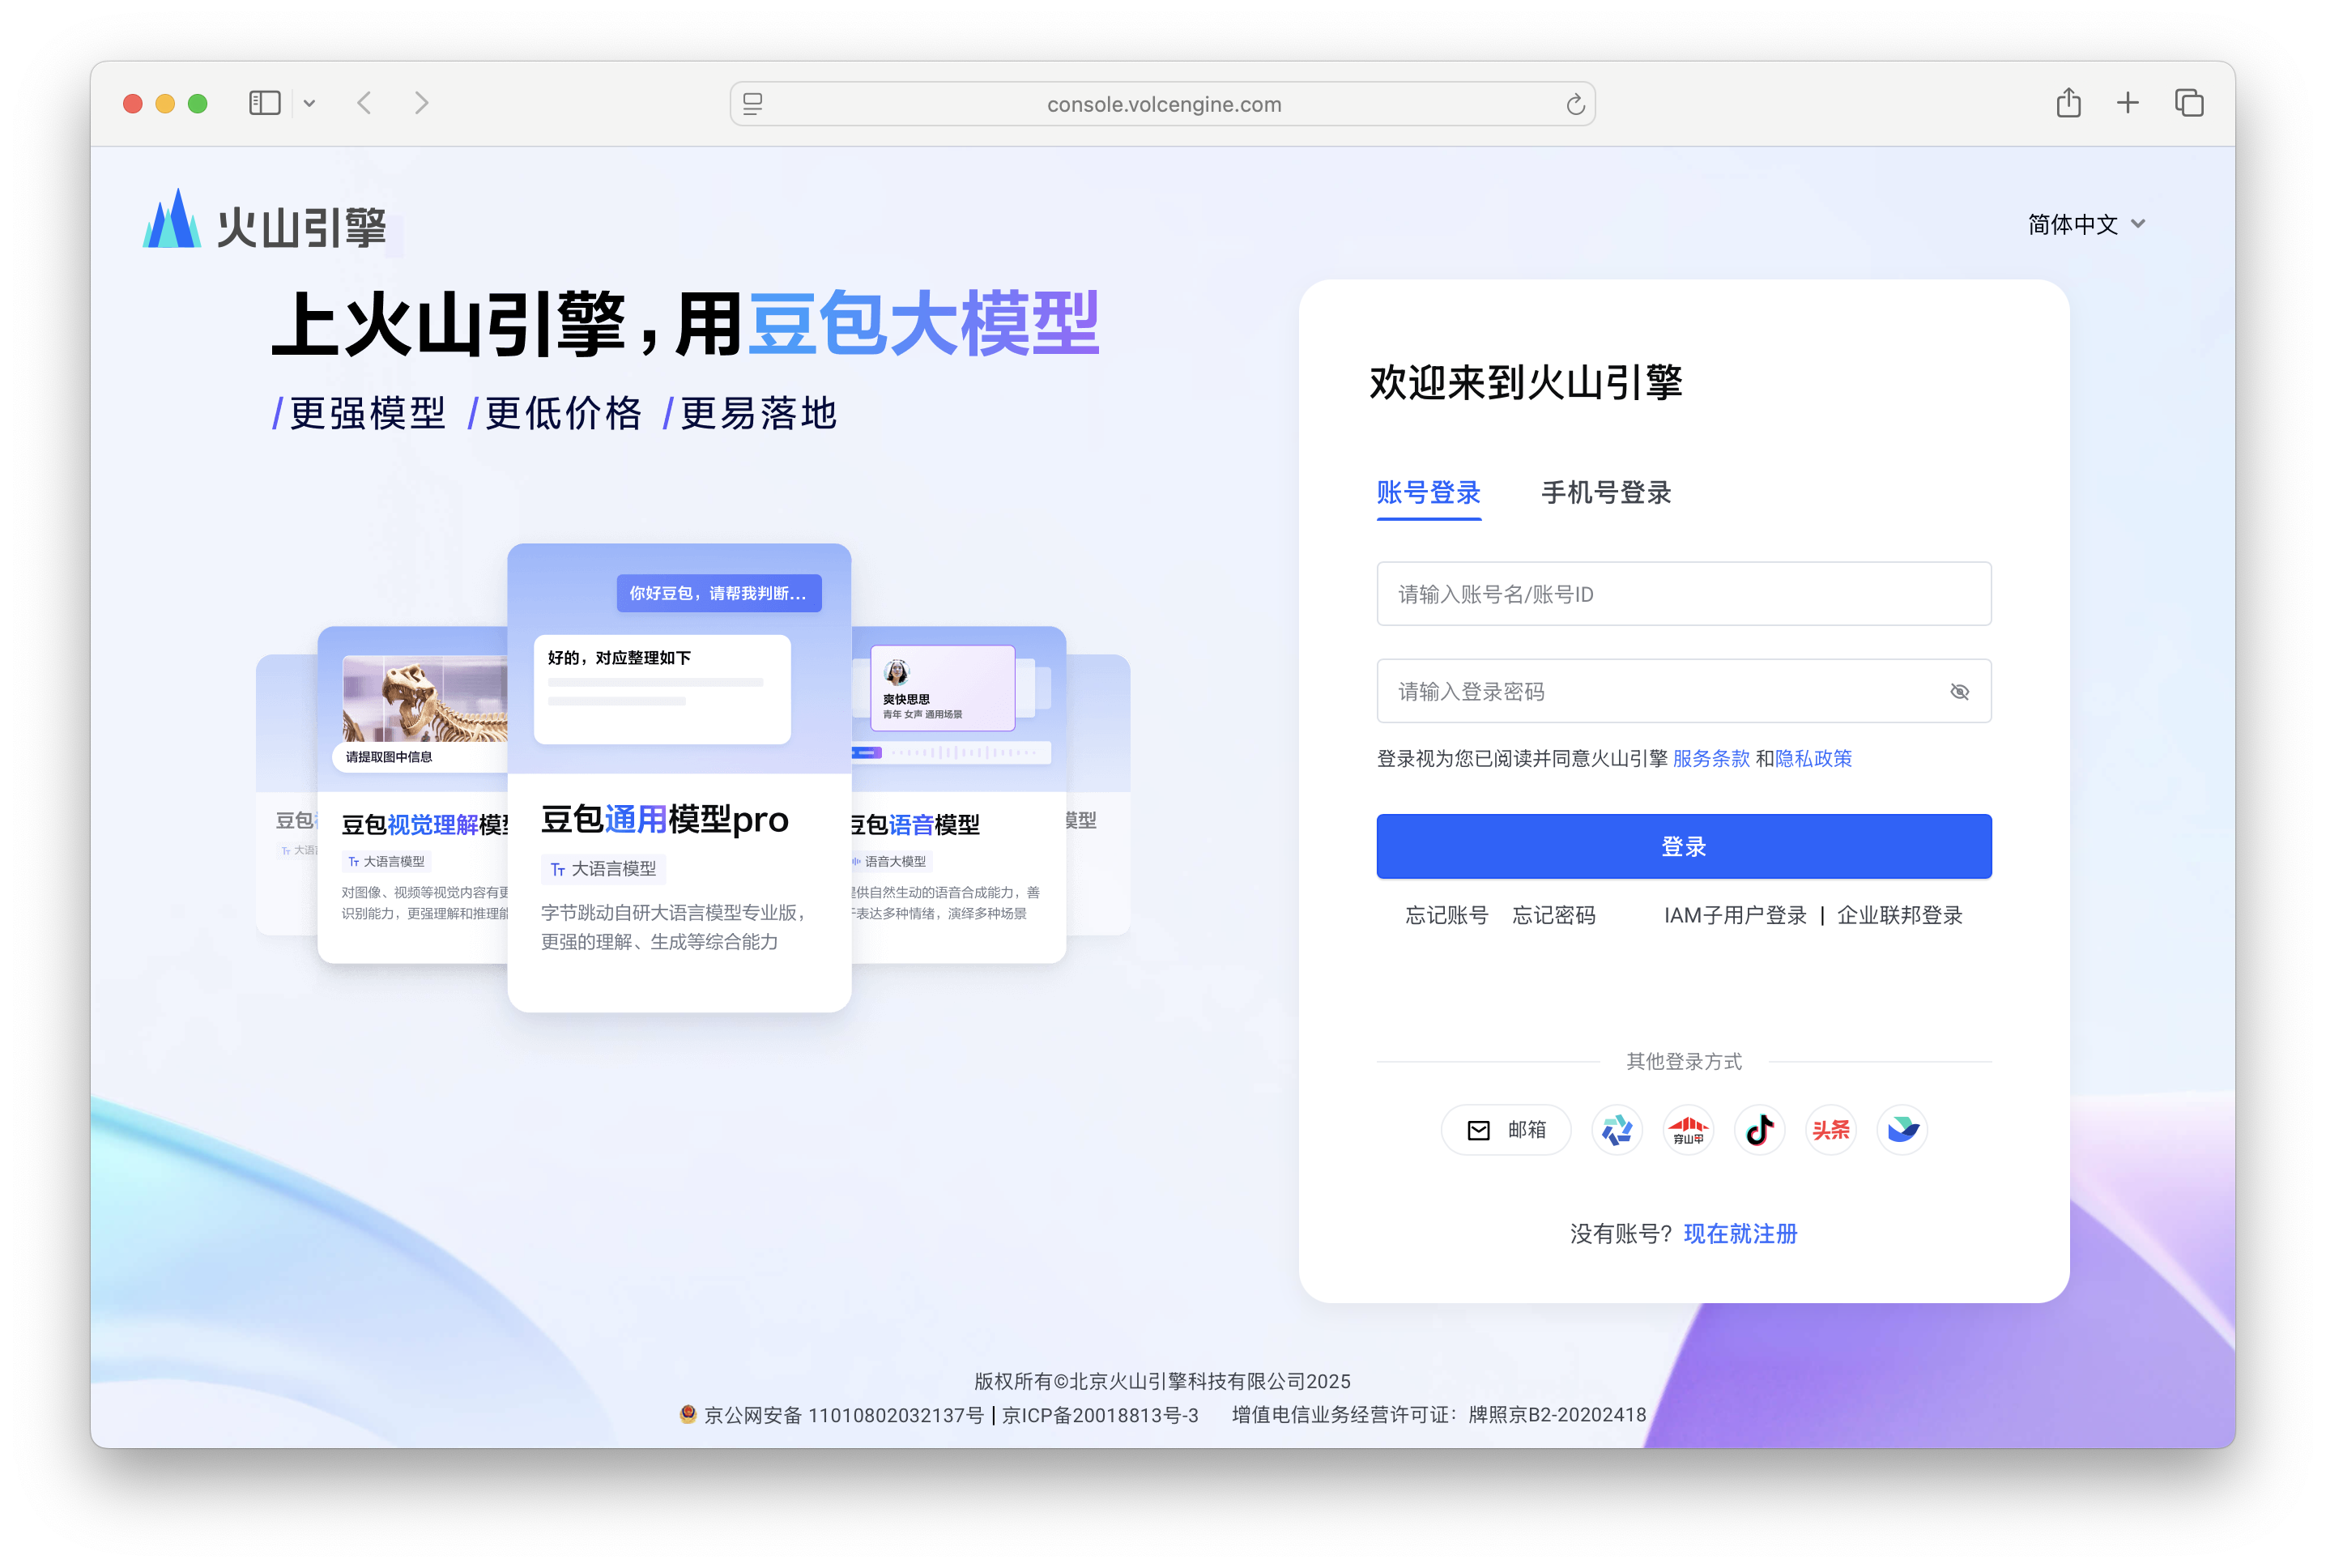 console.volcengine.com
火山引擎
简体中文
上火山引擎，用豆包大模型
/更强模型 /更低价格 /更易落地
你好豆包，请帮我判断...
好的，对应整理如下
请提取图中信息
爽快思思
青年 女声 通用场景
豆包
大语言
豆包视觉理解模型
大语言模型
对图像、视频等视觉内容有更
识别能力，更强理解和推理能
豆包通用模型pro
大语言模型
字节跳动自研大语言模型专业版，
更强的理解、生成等综合能力
豆包语音模型
语音大模型
提供自然生动的语音合成能力，善
于表达多种情绪，演绎多种场景
模型
欢迎来到火山引擎
账号登录 手机号登录
请输入账号名/账号ID
请输入登录密码
登录视为您已阅读并同意火山引擎 服务条款 和隐私政策
登录
忘记账号 忘记密码 IAM子用户登录 | 企业联邦登录
其他登录方式
邮箱 穿山甲 头条
没有账号? 现在就注册
版权所有©北京火山引擎科技有限公司2025
京公网安备 11010802032137号 | 京ICP备20018813号-3 增值电信业务经营许可证：牌照京B2-20202418